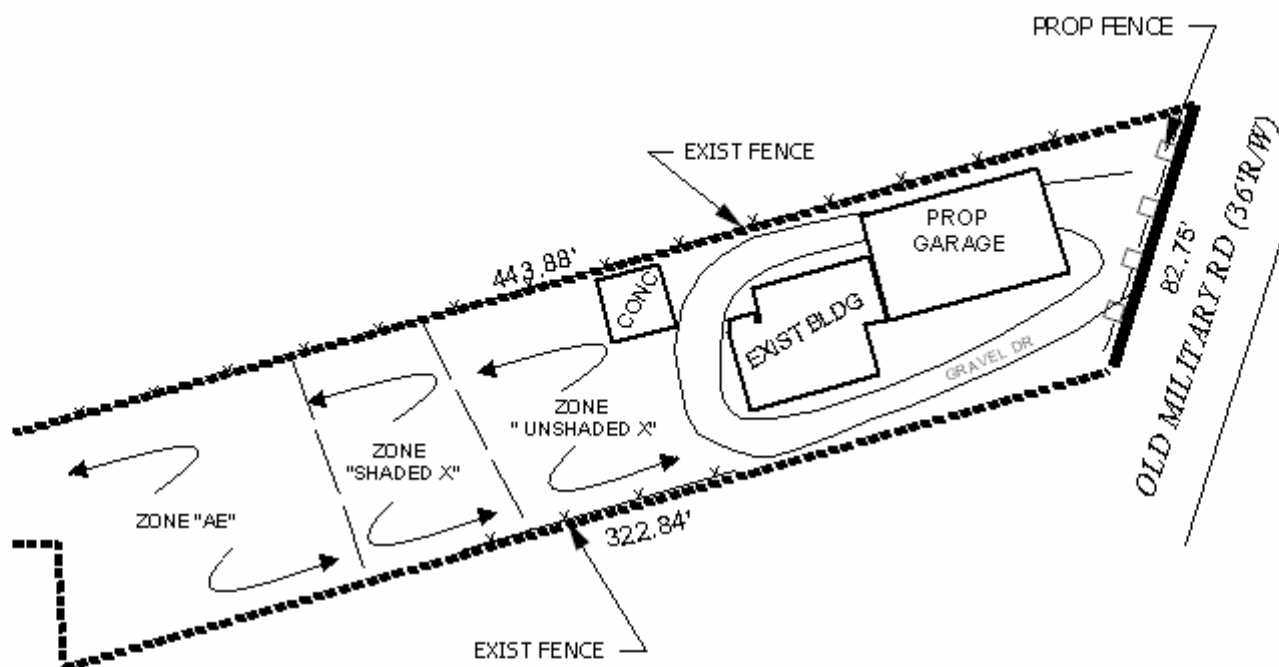 PROP FENCE
EXIST FENCE
PROP
GARAGE
443.88'
CONC
EXIST BLDG
82.75'
OLD MILITARY RD (36'R/W)
GRAVEL DR
ZONE
"UNSHADED X"
ZONE
"SHADED X"
ZONE "AE"
322.84'
EXIST FENCE